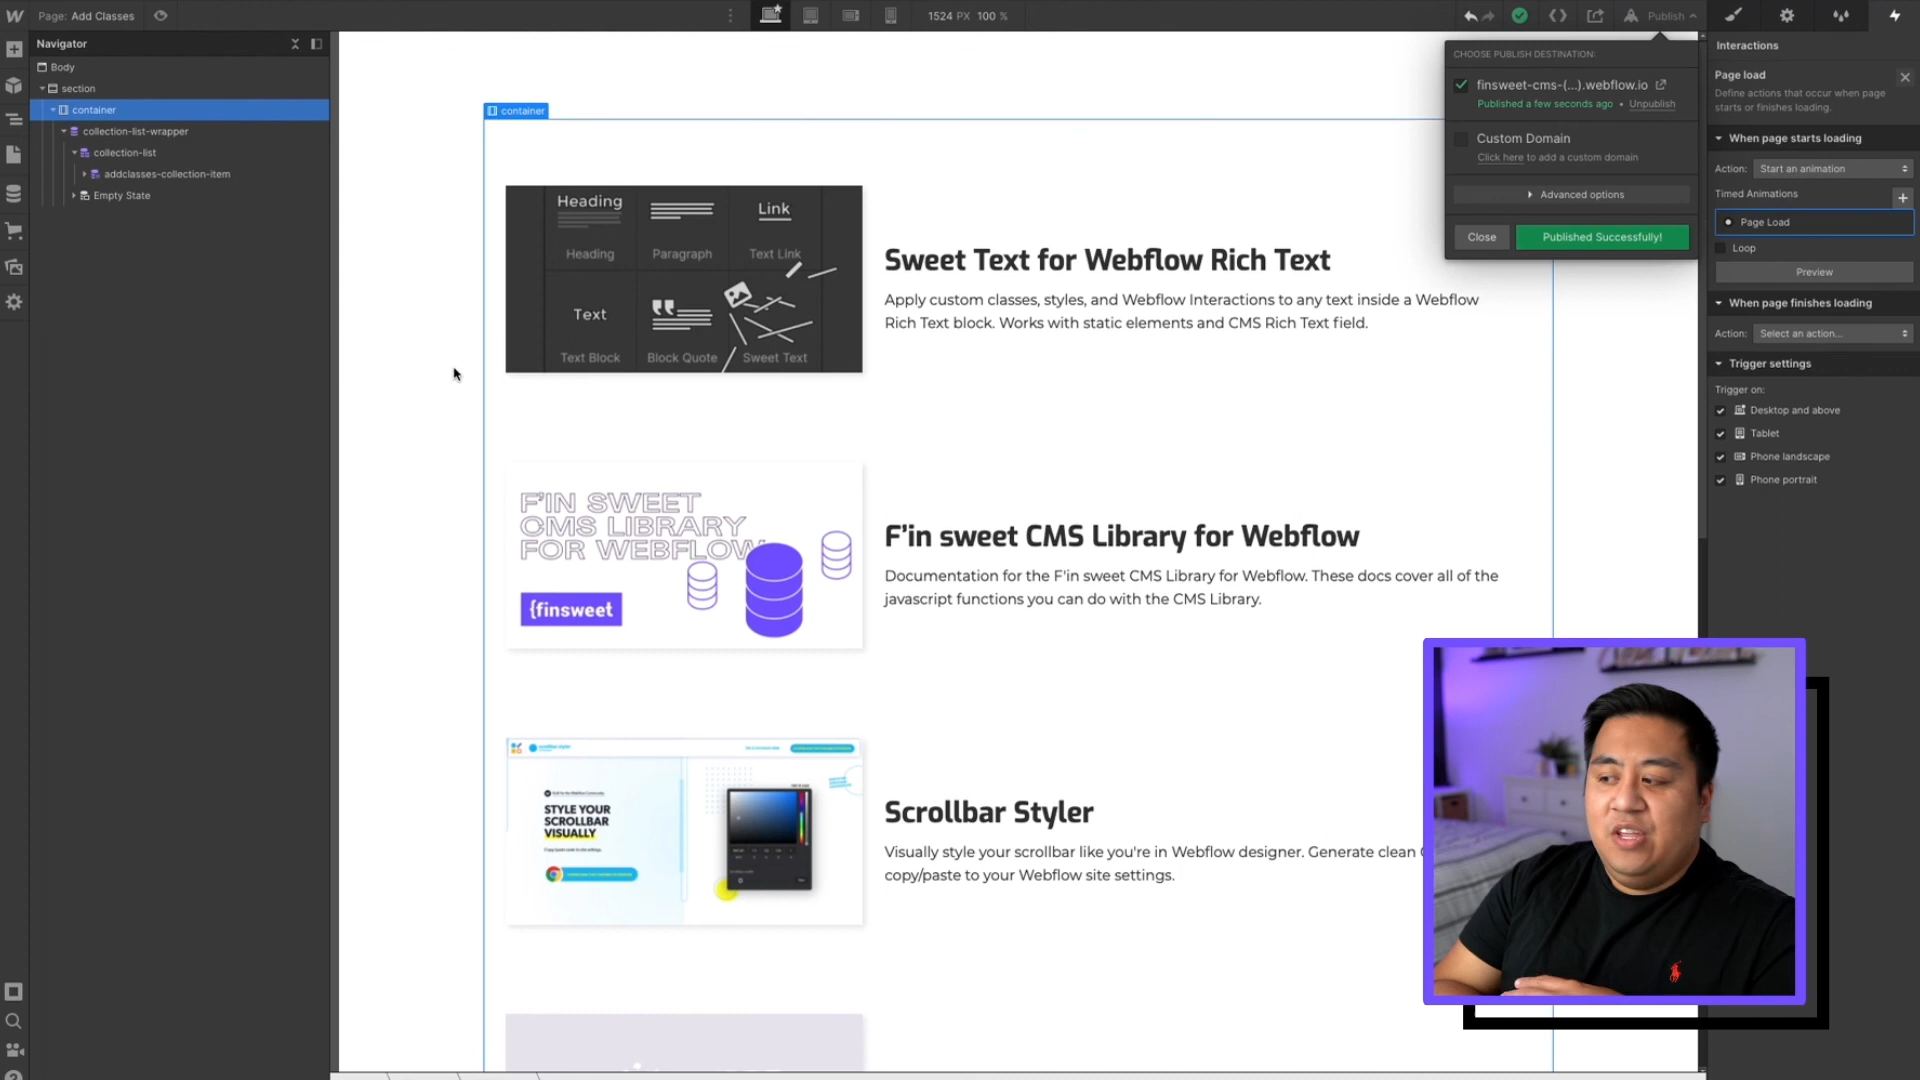 Page: Add Classes
1524 PX 100 %
Publish
Navigator
Body
section
container
collection-list-wrapper
collection-list
addclasses-collection-item
Empty State
container
Heading
Link
Heading
Paragraph
Text Link
Text
Text Block
Block Quote
Sweet Text
Sweet Text for Webflow Rich Text
Apply custom classes, styles, and Webflow Interactions to any text inside a Webflow
Rich Text block. Works with static elements and CMS Rich Text field.
F'IN SWEET
CMS LIBRARY
FOR WEBFLOW
{finsweet
F'in sweet CMS Library for Webflow
Documentation for the F'in sweet CMS Library for Webflow. These docs cover all of the
javascript functions you can do with the CMS Library.
STYLE YOUR
SCROLLBAR
VISUALLY
Scrollbar Styler
Visually style your scrollbar like you're in Webflow designer. Generate clean
copy/paste to your Webflow site settings.
CHOOSE PUBLISH DESTINATION:
finsweet-cms-(...).webflow.io
Published a few seconds ago • Unpublish
Custom Domain
Click here to add a custom domain
Advanced options
Close
Published Successfully!
Interactions
Page load
Define actions that occur when page
starts or finishes loading.
When page starts loading
Action: Start an animation
Timed Animations
Page Load
Loop
Preview
When page finishes loading
Action: Select an action...
Trigger settings
Trigger on:
Desktop and above
Tablet
Phone landscape
Phone portrait